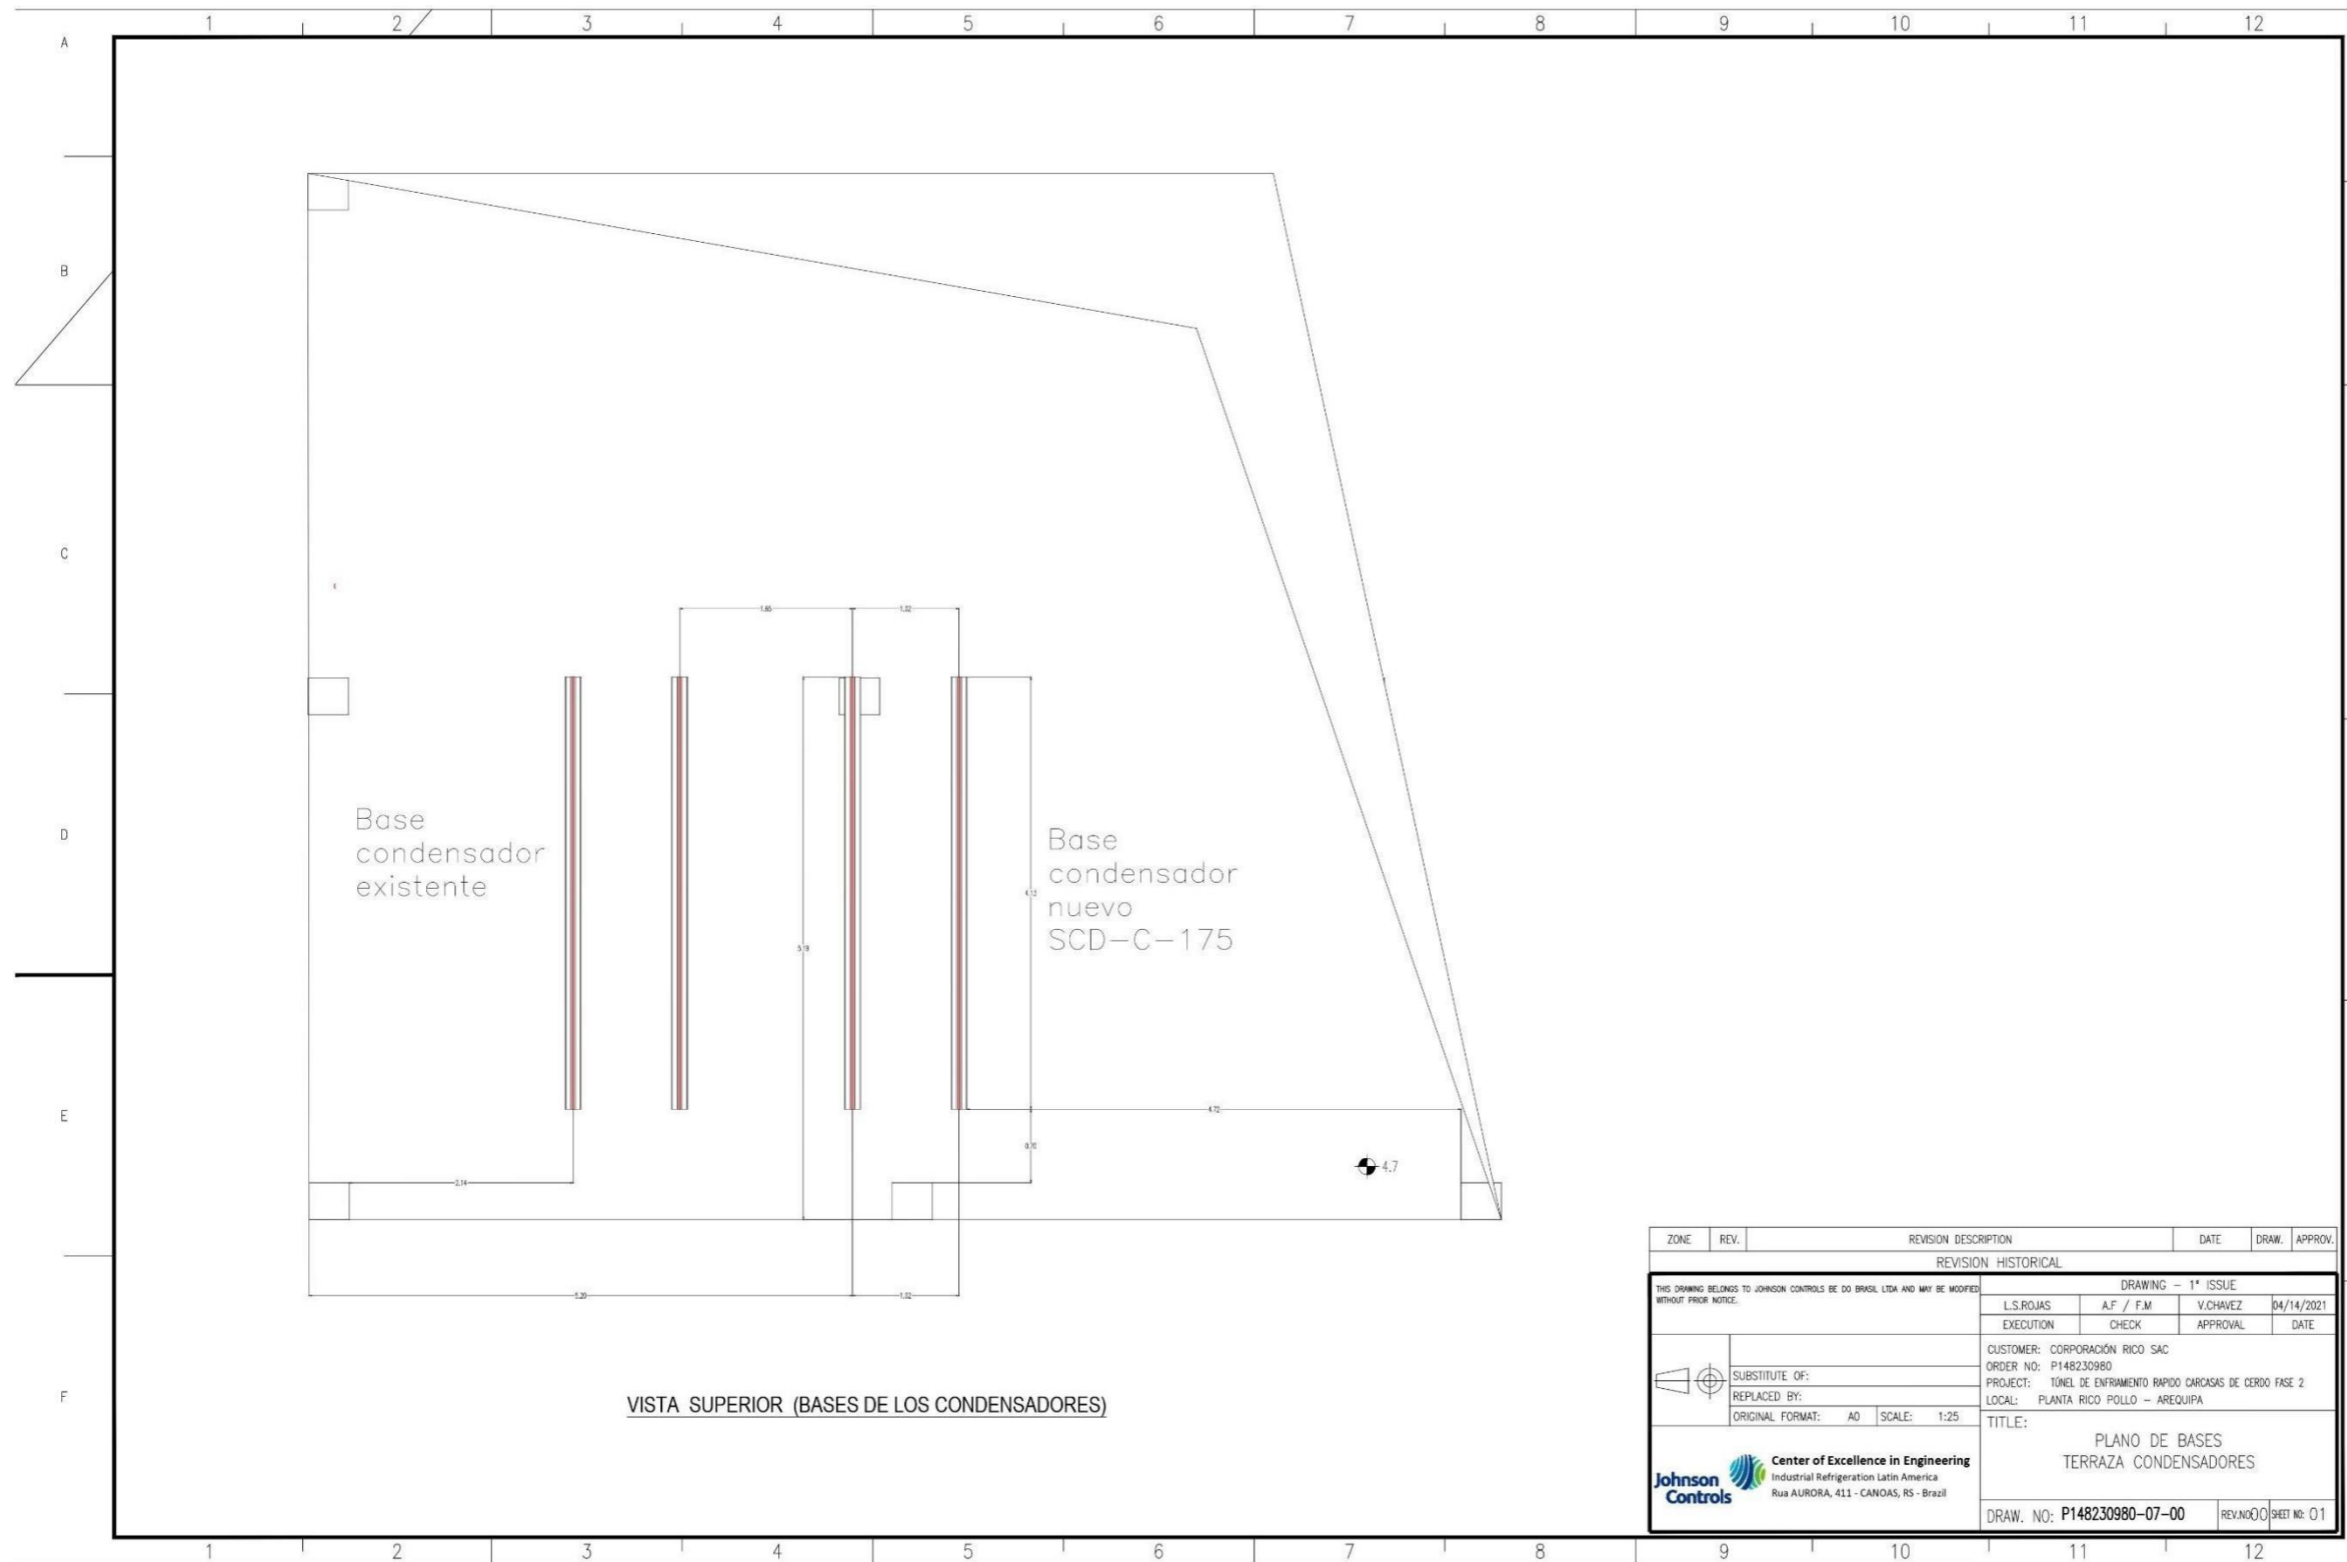 1 2 3 4 5 6 7 8 9 10 11 12
A
B
C
1.65 1.02
D
Base
condensador
existente
Base
condensador
nuevo
SCD-C-175
4.13
5.19
E
4.72
0.70
2.14
4.7
5.20 1.02
F
VISTA SUPERIOR (BASES DE LOS CONDENSADORES)
ZONE REV. REVISION DESCRIPTION DATE DRAW. APPROV.
REVISION HISTORICAL
THIS DRAWING BELONGS TO JOHNSON CONTROLS BE DO BRASIL LTDA AND MAY BE MODIFIED
WITHOUT PRIOR NOTICE.
DRAWING - 1ª ISSUE
L.S.ROJAS A.F / F.M V.CHAVEZ 04/14/2021
EXECUTION CHECK APPROVAL DATE
SUBSTITUTE OF:
REPLACED BY:
ORIGINAL FORMAT: A0 SCALE: 1:25
CUSTOMER: CORPORACIÓN RICO SAC
ORDER NO: P148230980
PROJECT: TÚNEL DE ENFRIAMIENTO RAPIDO CARCASAS DE CERDO FASE 2
LOCAL: PLANTA RICO POLLO - AREQUIPA
TITLE:
PLANO DE BASES
TERRAZA CONDENSADORES
Johnson
Controls
Center of Excellence in Engineering
Industrial Refrigeration Latin America
Rua AURORA, 411 - CANOAS, RS - Brazil
DRAW. NO: P148230980-07-00 REV.NO:00 SHEET NO: 01
1 2 3 4 5 6 7 8 9 10 11 12